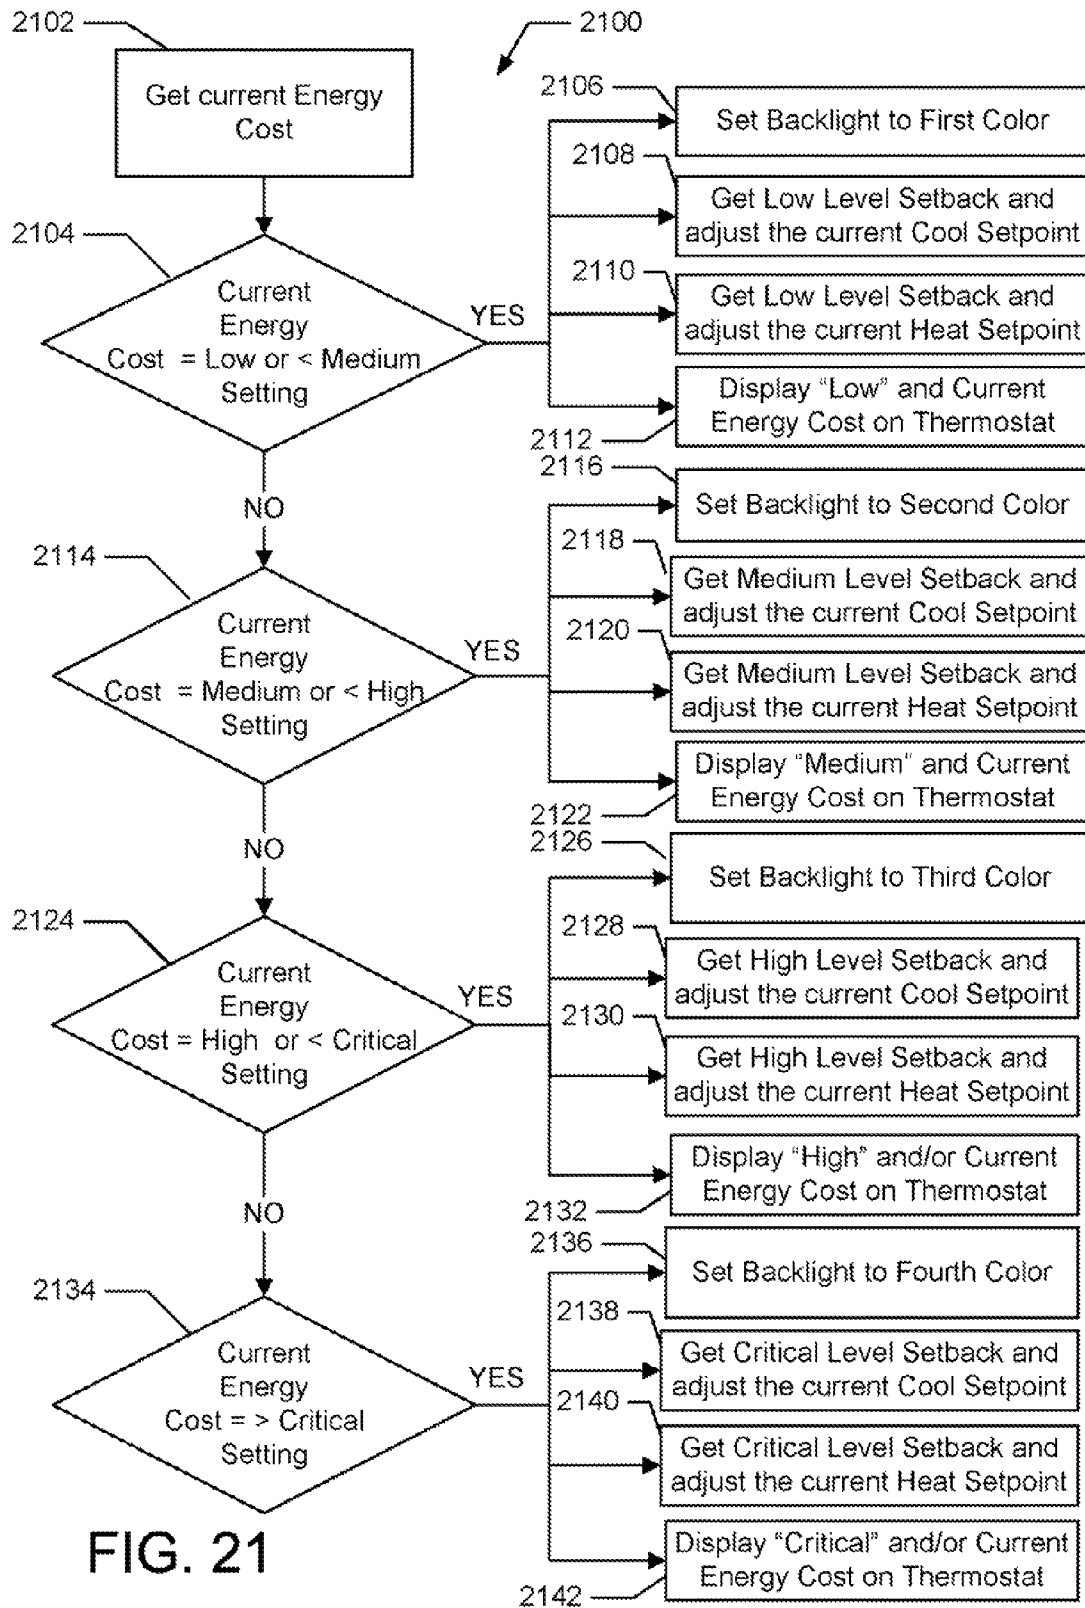 2102
2100
Get current Energy
Cost
2106
Set Backlight to First Color
2108
Get Low Level Setback and
adjust the current Cool Setpoint
2104
Current
Energy
Cost = Low or < Medium
Setting
YES
2110
Get Low Level Setback and
adjust the current Heat Setpoint
Display “Low” and Current
Energy Cost on Thermostat
2112
NO
2116
Set Backlight to Second Color
2114
Current
Energy
Cost = Medium or < High
Setting
YES
2118
Get Medium Level Setback and
adjust the current Cool Setpoint
2120
Get Medium Level Setback and
adjust the current Heat Setpoint
Display “Medium” and Current
Energy Cost on Thermostat
2122
NO
2126
Set Backlight to Third Color
2124
Current
Energy
Cost = High or < Critical
Setting
YES
2128
Get High Level Setback and
adjust the current Cool Setpoint
2130
Get High Level Setback and
adjust the current Heat Setpoint
Display “High” and/or Current
Energy Cost on Thermostat
2132
NO
2136
Set Backlight to Fourth Color
2134
Current
Energy
Cost = > Critical
Setting
YES
2138
Get Critical Level Setback and
adjust the current Cool Setpoint
2140
Get Critical Level Setback and
adjust the current Heat Setpoint
Display “Critical” and/or Current
Energy Cost on Thermostat
2142
FIG. 21